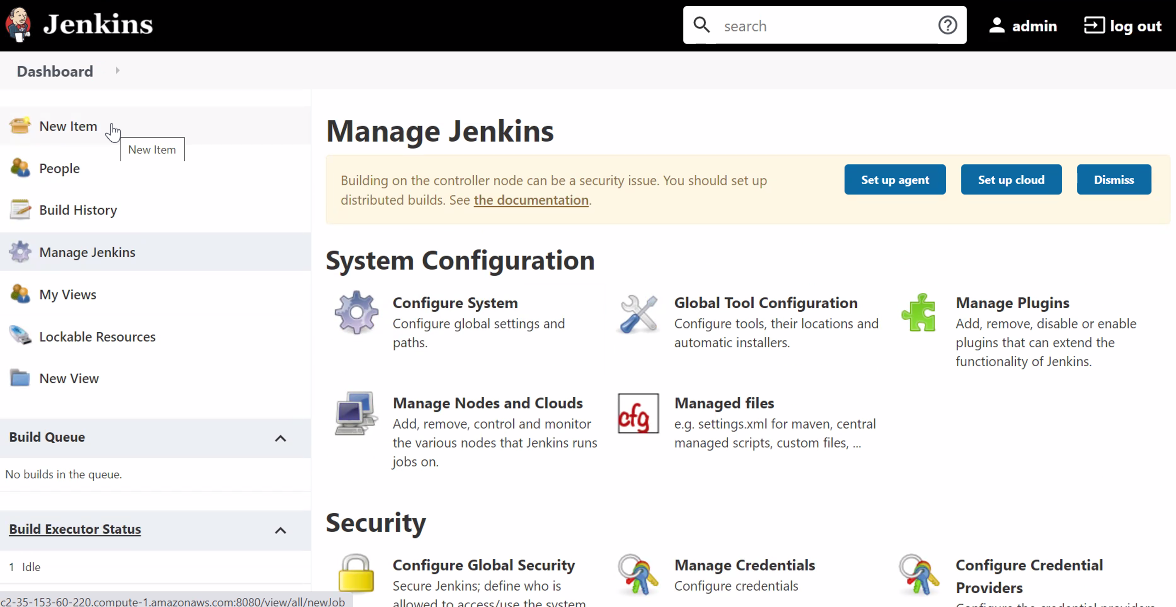 Jenkins
search
admin
log out
Dashboard
New Item
New Item
People
Build History
Manage Jenkins
My Views
Lockable Resources
New View
Build Queue
No builds in the queue.
Build Executor Status
1 Idle
c2-35-153-60-220.compute-1.amazonaws.com:8080/view/all/newJob
Manage Jenkins
Building on the controller node can be a security issue. You should set up
distributed builds. See the documentation.
Set up agent
Set up cloud
Dismiss
System Configuration
Configure System
Configure global settings and
paths.
Global Tool Configuration
Configure tools, their locations and
automatic installers.
Manage Plugins
Add, remove, disable or enable
plugins that can extend the
functionality of Jenkins.
Manage Nodes and Clouds
Add, remove, control and monitor
the various nodes that Jenkins runs
jobs on.
cfg
Managed files
e.g. settings.xml for maven, central
managed scripts, custom files, ...
Security
Configure Global Security
Secure Jenkins; define who is
allowed to access/use the system
Manage Credentials
Configure credentials
Configure Credential
Providers
Configure the credential providers